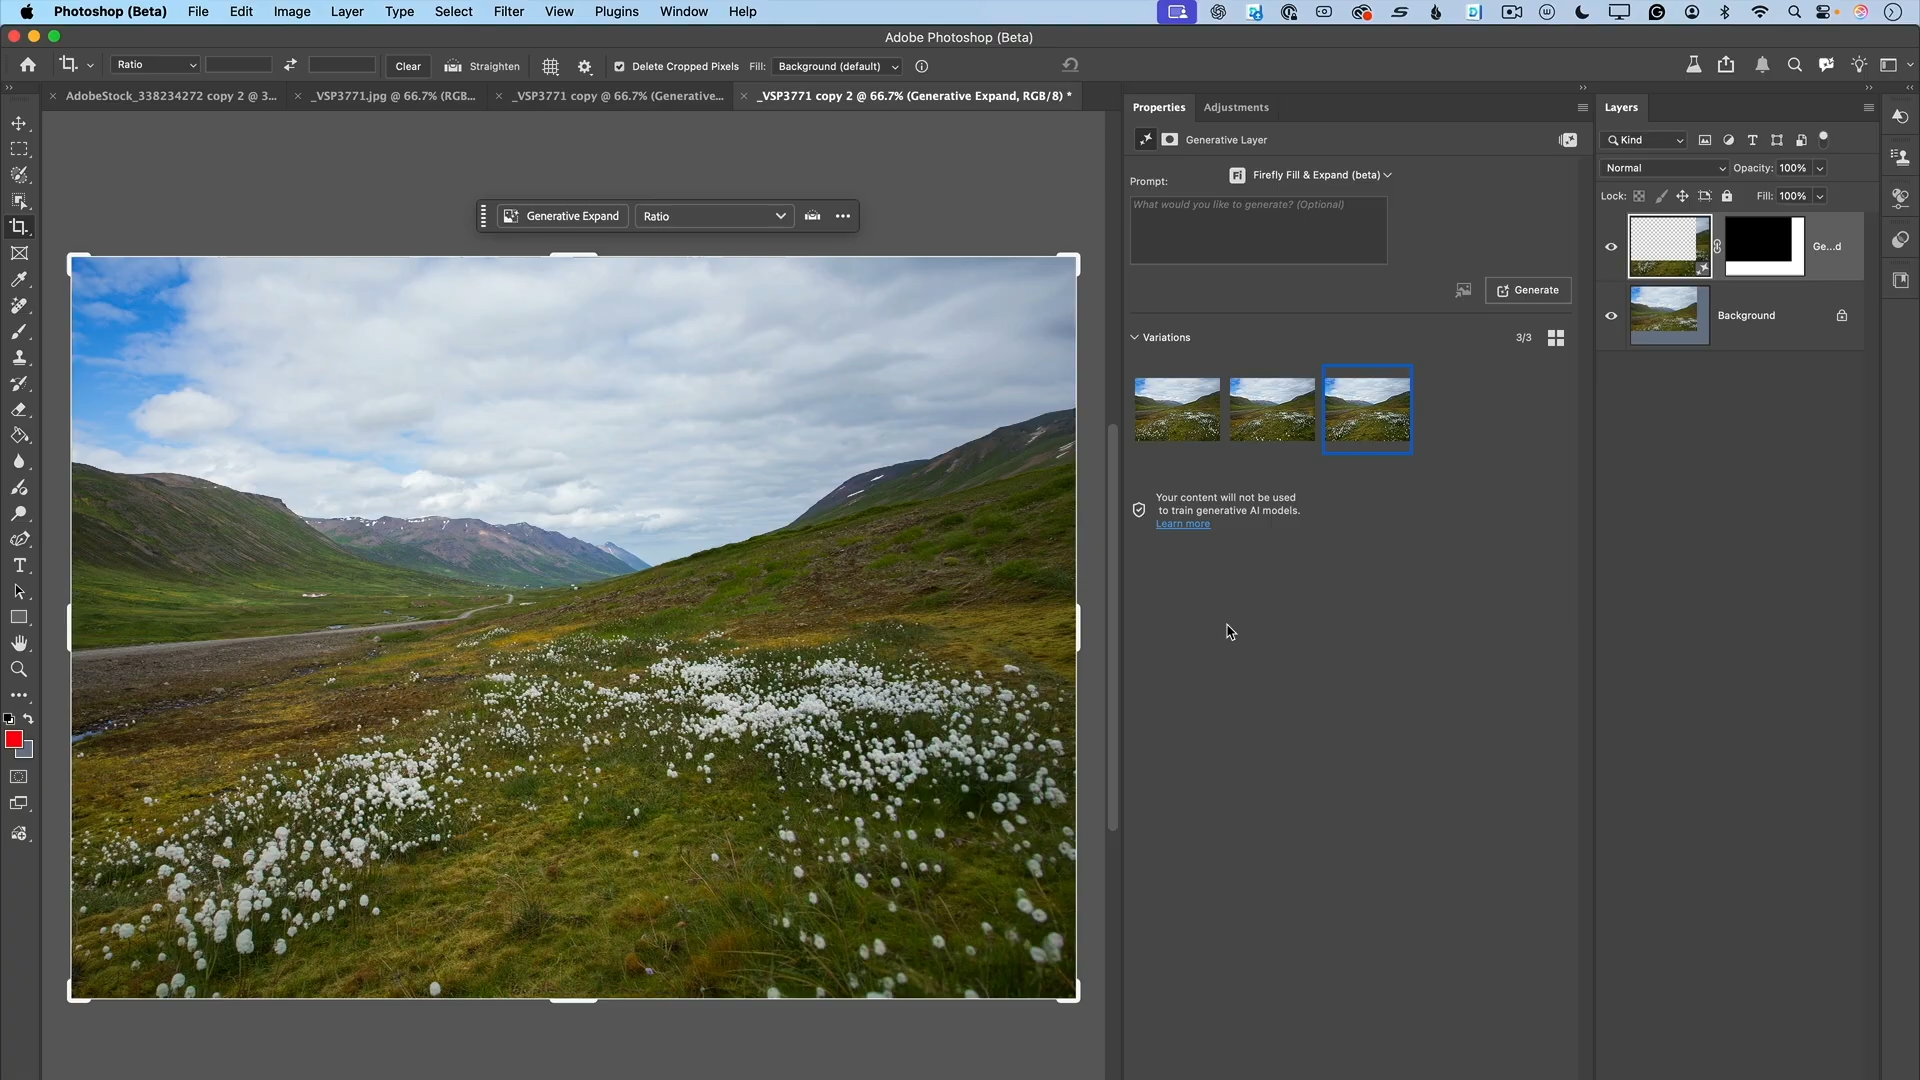 Photoshop (Beta) File Edit Image Layer Type Select Filter View Plugins Window Help
Adobe Photoshop (Beta)
Ratio Clear Straighten Delete Cropped Pixels Fill: Background (default)
AdobeStock_338234272 copy 2 @ 3... _VSP3771.jpg @ 66.7% (RGB... _VSP3771 copy @ 66.7% (Generative... _VSP3771 copy 2 @ 66.7% (Generative Expand, RGB/8) *
Properties Adjustments
Layers
Generative Layer
Kind
Prompt: Fi Firefly Fill & Expand (beta)
Normal Opacity: 100%
Lock: Fill: 100%
What would you like to generate? (Optional)
Generative Expand Ratio
Ge...d
Generate
Background
Variations 3/3
Your content will not be used
to train generative AI models.
Learn more